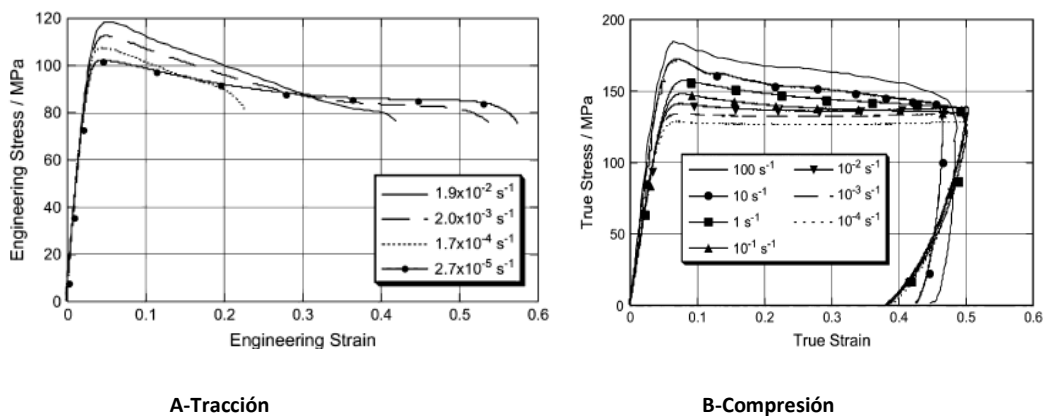 120
100
80
60
40
20
0
Engineering Stress / MPa
1.9x10⁻² s⁻¹
2.0x10⁻³ s⁻¹
1.7x10⁻⁴ s⁻¹
2.7x10⁻⁵ s⁻¹
0 0.1 0.2 0.3 0.4 0.5 0.6
Engineering Strain
A-Tracción
200
150
100
50
0
True Stress / MPa
100 s⁻¹ 10⁻² s⁻¹
10 s⁻¹ 10⁻³ s⁻¹
1 s⁻¹ 10⁻⁴ s⁻¹
10⁻¹ s⁻¹
0 0.1 0.2 0.3 0.4 0.5 0.6
True Strain
B-Compresión